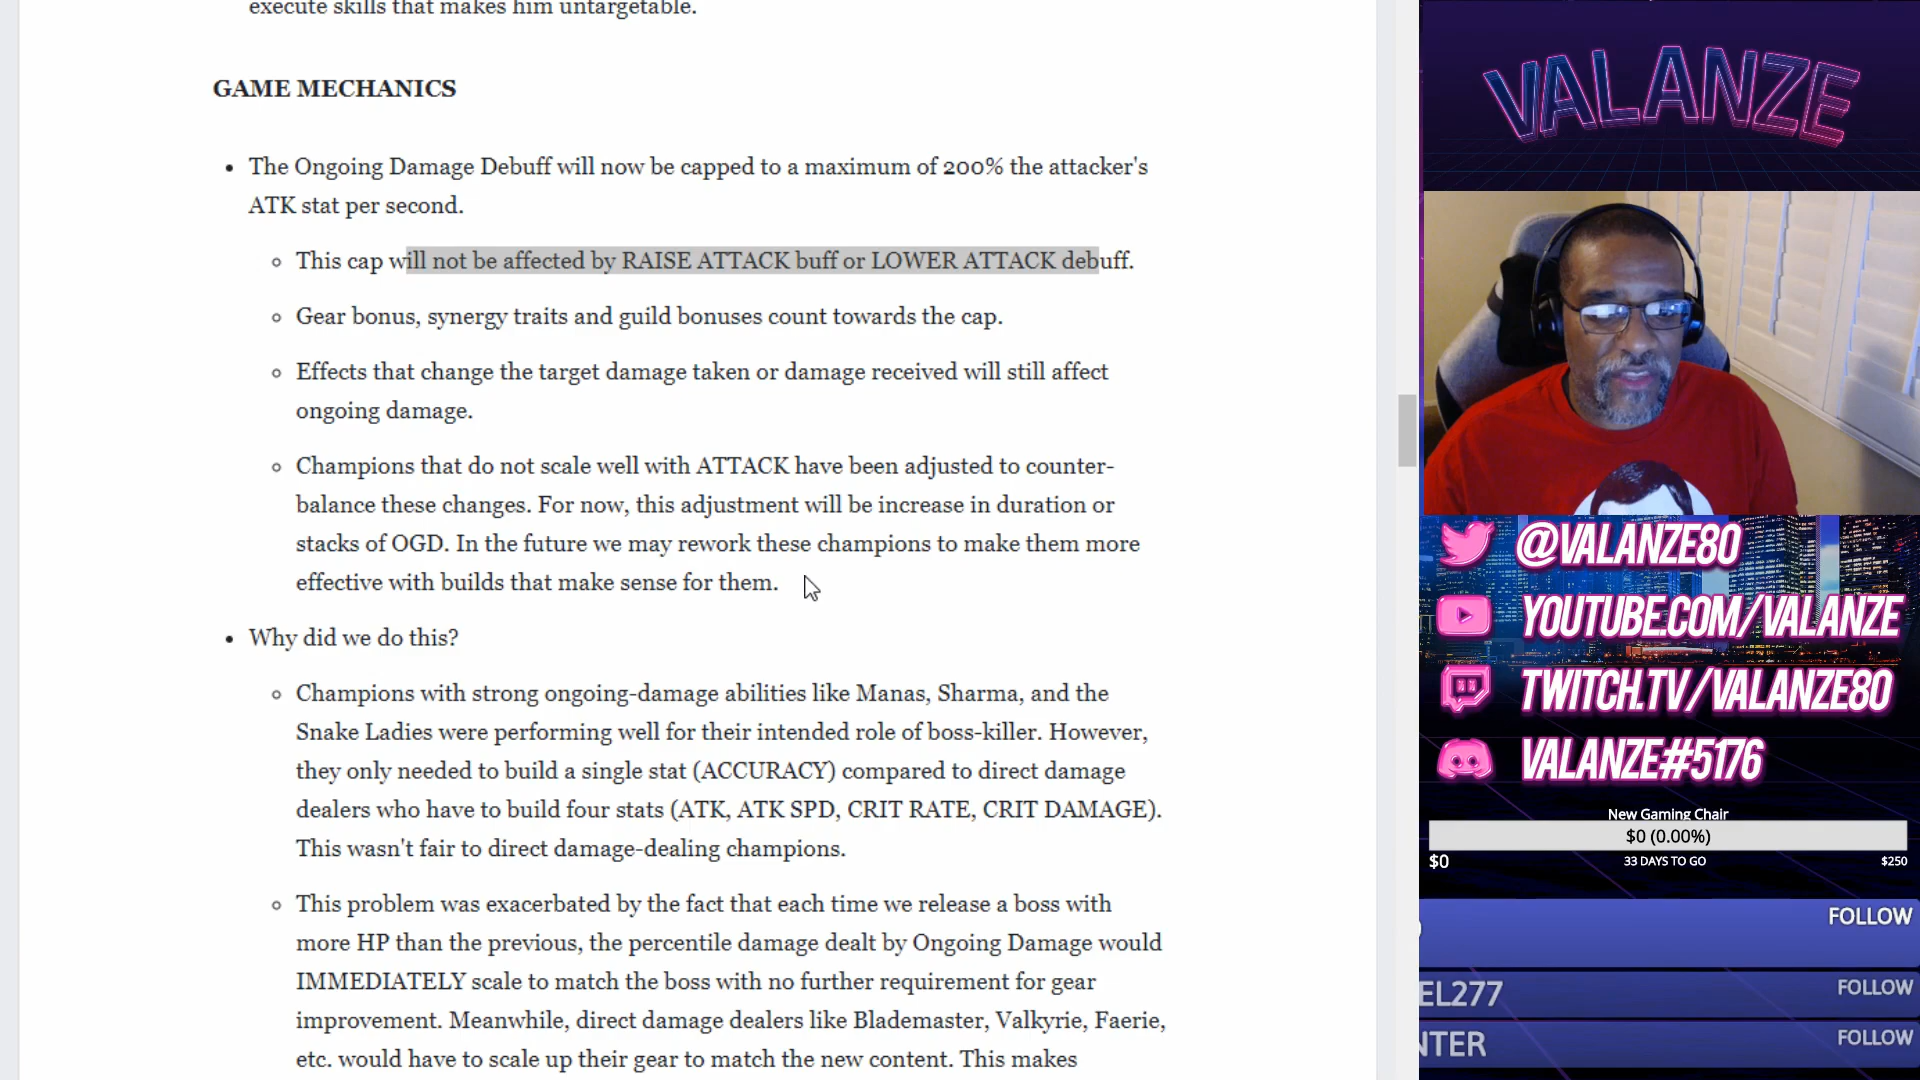 execute skills that makes him untargetable.
GAME MECHANICS
• The Ongoing Damage Debuff will now be capped to a maximum of 200% the attacker's
ATK stat per second.
◦ This cap will not be affected by RAISE ATTACK buff or LOWER ATTACK debuff.
◦ Gear bonus, synergy traits and guild bonuses count towards the cap.
◦ Effects that change the target damage taken or damage received will still affect
ongoing damage.
◦ Champions that do not scale well with ATTACK have been adjusted to counter-
balance these changes. For now, this adjustment will be increase in duration or
stacks of OGD. In the future we may rework these champions to make them more
effective with builds that make sense for them.
• Why did we do this?
◦ Champions with strong ongoing-damage abilities like Manas, Sharma, and the
Snake Ladies were performing well for their intended role of boss-killer. However,
they only needed to build a single stat (ACCURACY) compared to direct damage
dealers who have to build four stats (ATK, ATK SPD, CRIT RATE, CRIT DAMAGE).
This wasn't fair to direct damage-dealing champions.
◦ This problem was exacerbated by the fact that each time we release a boss with
more HP than the previous, the percentile damage dealt by Ongoing Damage would
IMMEDIATELY scale to match the boss with no further requirement for gear
improvement. Meanwhile, direct damage dealers like Blademaster, Valkyrie, Faerie,
etc. would have to scale up their gear to match the new content. This makes
VALANZE
@VALANZE80
YOUTUBE.COM/VALANZE
TWITCH.TV/VALANZE80
VALANZE#5176
New Gaming Chair
$0 (0.00%)
$0 33 DAYS TO GO $250
FOLLOW
EL277 FOLLOW
NTER FOLLOW